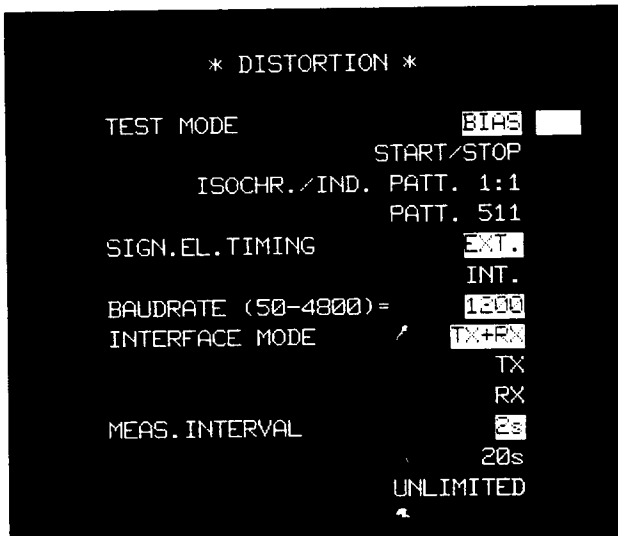 * DISTORTION *
TEST MODE BIAS
START/STOP
ISOCHR./IND. PATT. 1:1
PATT. 511
SIGN.EL.TIMING EXT.
INT.
BAUDRATE (50-4800)= 1200
INTERFACE MODE TX+RX
TX
RX
MEAS.INTERVAL 2s
20s
UNLIMITED